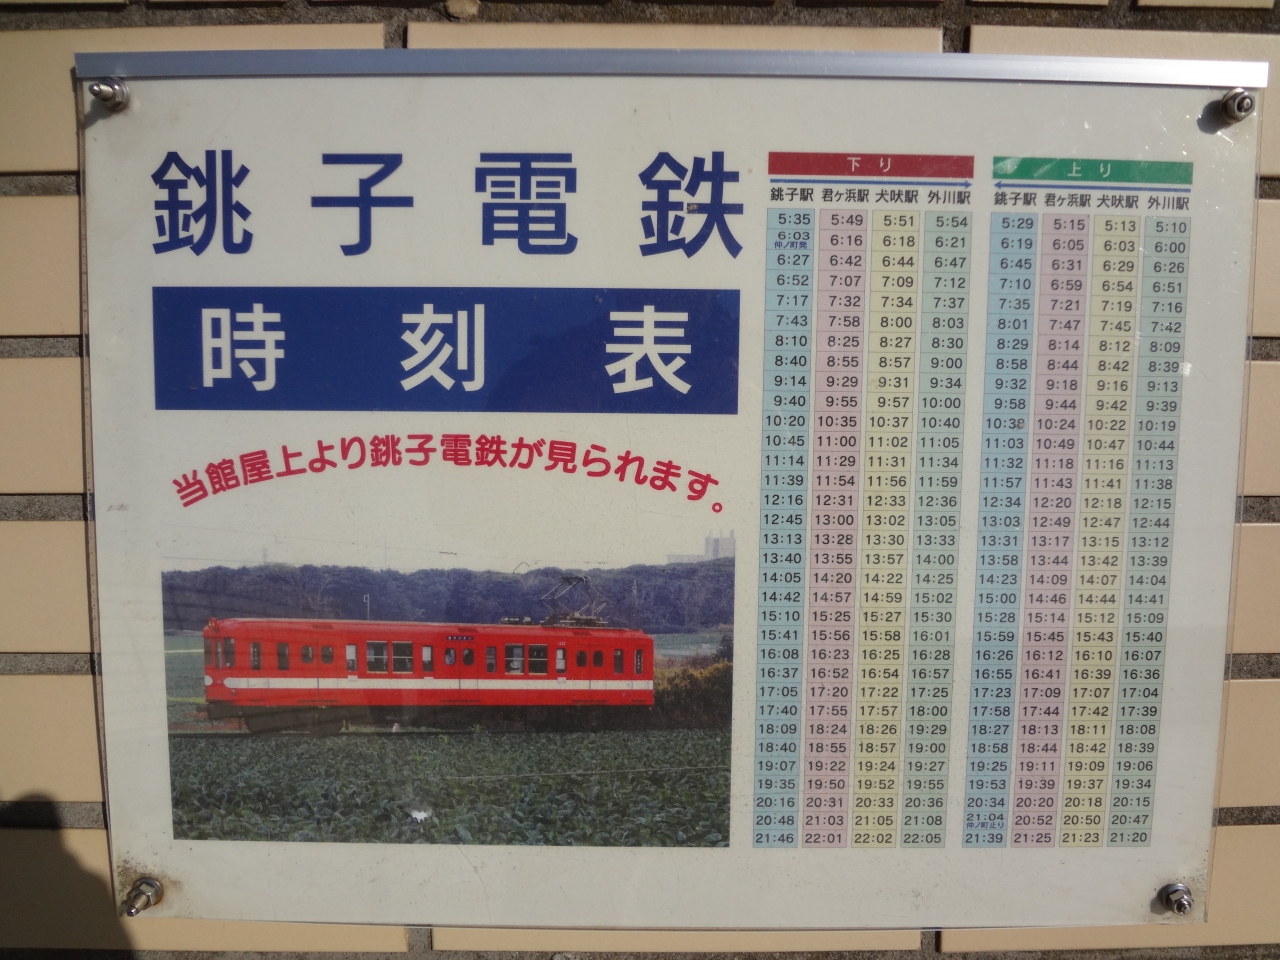 銚子電鉄
時刻表
当館屋上より銚子電鉄が見られます。
下り
銚子駅 君ヶ浜駅 犬吠駅 外川駅
5:35 5:49 5:51 5:54
6:03 仲ノ町発 6:16 6:18 6:21
6:27 6:42 6:44 6:47
6:52 7:07 7:09 7:12
7:17 7:32 7:34 7:37
7:43 7:58 8:00 8:03
8:10 8:25 8:27 8:30
8:40 8:55 8:57 9:00
9:14 9:29 9:31 9:34
9:40 9:55 9:57 10:00
10:20 10:35 10:37 10:40
10:45 11:00 11:02 11:05
11:14 11:29 11:31 11:34
11:39 11:54 11:56 11:59
12:16 12:31 12:33 12:36
12:45 13:00 13:02 13:05
13:13 13:28 13:30 13:33
13:40 13:55 13:57 14:00
14:05 14:20 14:22 14:25
14:42 14:57 14:59 15:02
15:10 15:25 15:27 15:30
15:41 15:56 15:58 16:01
16:08 16:23 16:25 16:28
16:37 16:52 16:54 16:57
17:05 17:20 17:22 17:25
17:40 17:55 17:57 18:00
18:09 18:24 18:26 19:29
18:40 18:55 18:57 19:00
19:07 19:22 19:24 19:27
19:35 19:50 19:52 19:55
20:16 20:31 20:33 20:36
20:48 21:03 21:05 21:08
21:46 22:01 22:02 22:05
上り
銚子駅 君ヶ浜駅 犬吠駅 外川駅
5:29 5:15 5:13 5:10
6:19 6:05 6:03 6:00
6:45 6:31 6:29 6:26
7:10 6:59 6:54 6:51
7:35 7:21 7:19 7:16
8:01 7:47 7:45 7:42
8:29 8:14 8:12 8:09
8:58 8:44 8:42 8:39
9:32 9:18 9:16 9:13
9:58 9:44 9:42 9:39
10:38 10:24 10:22 10:19
11:03 10:49 10:47 10:44
11:32 11:18 11:16 11:13
11:57 11:43 11:41 11:38
12:34 12:20 12:18 12:15
13:03 12:49 12:47 12:44
13:31 13:17 13:15 13:12
13:58 13:44 13:42 13:39
14:23 14:09 14:07 14:04
15:00 14:46 14:44 14:41
15:28 15:14 15:12 15:09
15:59 15:45 15:43 15:40
16:26 16:12 16:10 16:07
16:55 16:41 16:39 16:36
17:23 17:09 17:07 17:04
17:58 17:44 17:42 17:39
18:27 18:13 18:11 18:08
18:58 18:44 18:42 18:39
19:25 19:11 19:09 19:06
19:53 19:39 19:37 19:34
20:34 20:20 20:18 20:15
21:04 仲ノ町止り 20:52 20:50 20:47
21:39 21:25 21:23 21:20